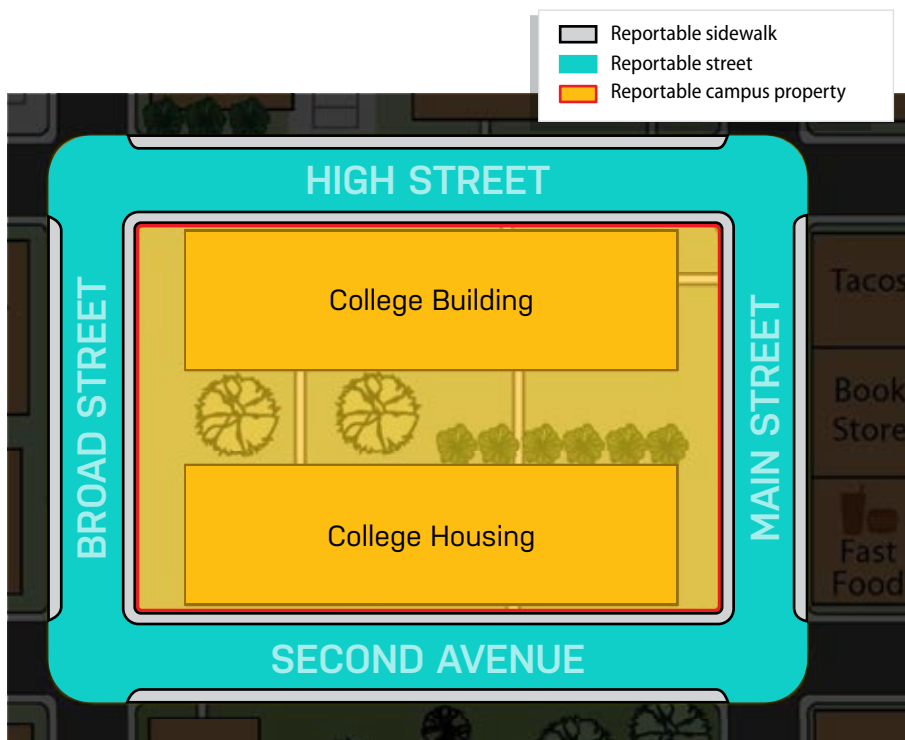 Reportable sidewalk
Reportable street
Reportable campus property
HIGH STREET
College Building
BROAD STREET
MAIN STREET
Tacos
Book
Store
College Housing
Fast
Food
SECOND AVENUE